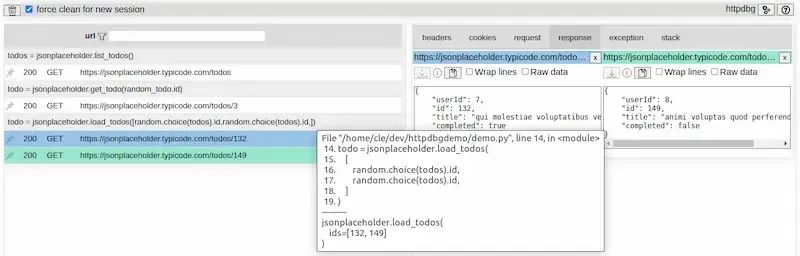 force clean for new session
httpdbg
url
headers cookies request response exception stack
todos = jsonplaceholder.list_todos()
200 GET https://jsonplaceholder.typicode.com/todos
todo = jsonplaceholder.get_todo(random_todo.id)
200 GET https://jsonplaceholder.typicode.com/todos/3
todo = jsonplaceholder.load_todos([random.choice(todos).id,random.choice(todos).id,])
200 GET https://jsonplaceholder.typicode.com/todos/132
200 GET https://jsonplaceholder.typicode.com/todos/149
https://jsonplaceholder.typicode.com/todo... x
Wrap lines Raw data
{
"userId": 7,
"id": 132,
"title": "qui molestiae voluptatibus ve
"completed": true
https://jsonplaceholder.typicode.com/todo... x
Wrap lines Raw data
{
"userId": 8,
"id": 149,
"title": "animi voluptas quod perferend
"completed": false
}
File "/home/cle/dev/httpdbgdemo/demo.py", line 14, in <module>
14. todo = jsonplaceholder.load_todos(
15. [
16. random.choice(todos).id,
17. random.choice(todos).id,
18. ]
19. )
----------
jsonplaceholder.load_todos(
ids=[132, 149]
)